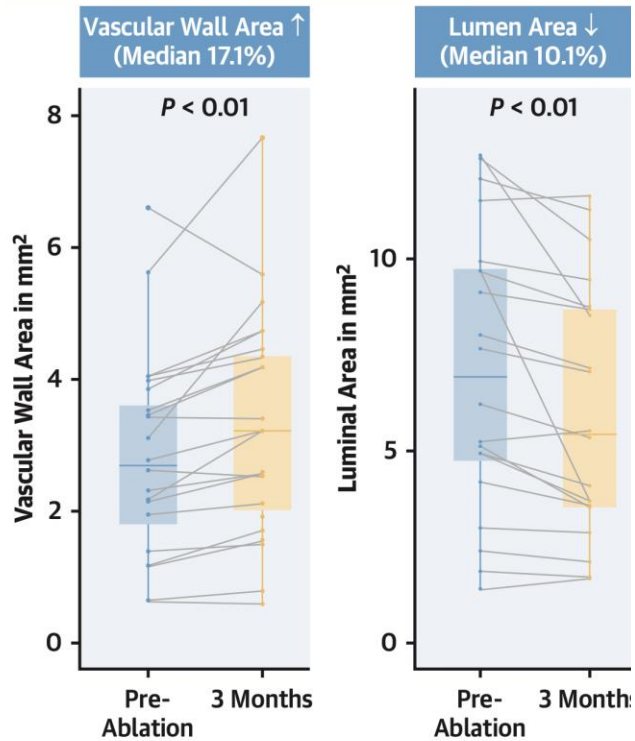 Vascular Wall Area ↑
(Median 17.1%)
P < 0.01
8
6
4
2
0
Vascular Wall Area in mm²
Pre-
Ablation
3 Months
Lumen Area ↓
(Median 10.1%)
P < 0.01
10
5
0
Luminal Area in mm²
Pre-
Ablation
3 Months